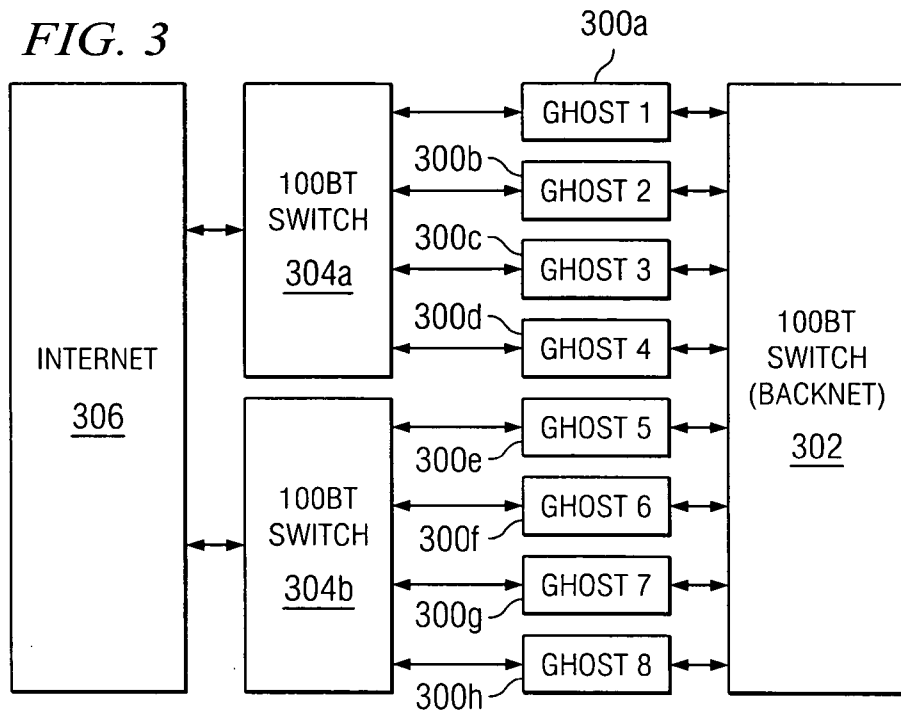 FIG. 3
300a
GHOST 1
300b
GHOST 2
300c
GHOST 3
300d
GHOST 4
GHOST 5
300e
GHOST 6
300f
GHOST 7
300g
GHOST 8
300h
INTERNET
306
100BT
SWITCH
304a
100BT
SWITCH
304b
100BT
SWITCH
(BACKNET)
302